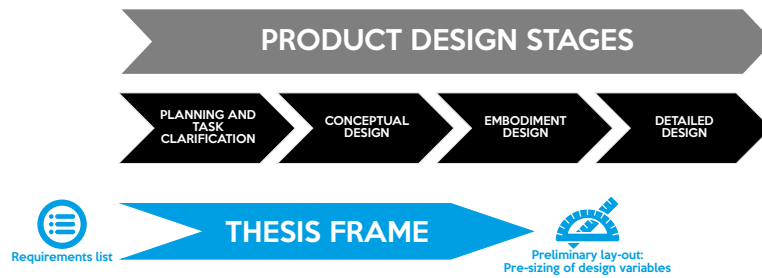 PRODUCT DESIGN STAGES
PLANNING AND
TASK
CLARIFICATION
CONCEPTUAL
DESIGN
EMBODIMENT
DESIGN
DETAILED
DESIGN
THESIS FRAME
Requirements list
Preliminary lay-out:
Pre-sizing of design variables